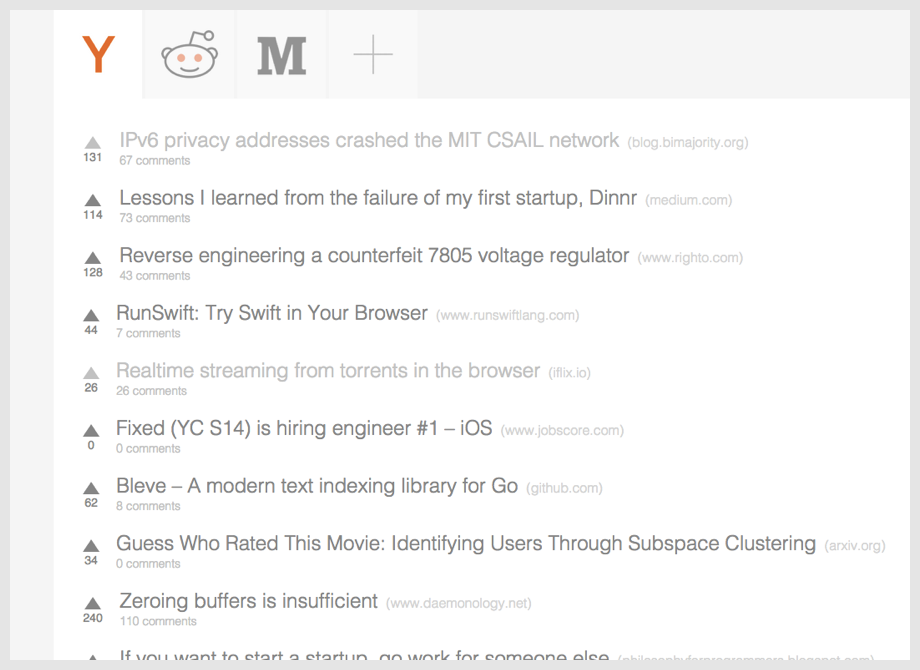 Y M
IPv6 privacy addresses crashed the MIT CSAIL network (blog.bimajority.org)
131 67 comments
Lessons I learned from the failure of my first startup, Dinnr (medium.com)
114 73 comments
Reverse engineering a counterfeit 7805 voltage regulator (www.righto.com)
128 43 comments
RunSwift: Try Swift in Your Browser (www.runswiftlang.com)
44 7 comments
Realtime streaming from torrents in the browser (iflix.io)
26 26 comments
Fixed (YC S14) is hiring engineer #1 – iOS (www.jobscore.com)
0 0 comments
Bleve – A modern text indexing library for Go (github.com)
62 8 comments
Guess Who Rated This Movie: Identifying Users Through Subspace Clustering (arxiv.org)
34 0 comments
Zeroing buffers is insufficient (www.daemonology.net)
240 110 comments
If you want to start a startup, go work for someone else (philosophyforprogrammers.blogspot.com)